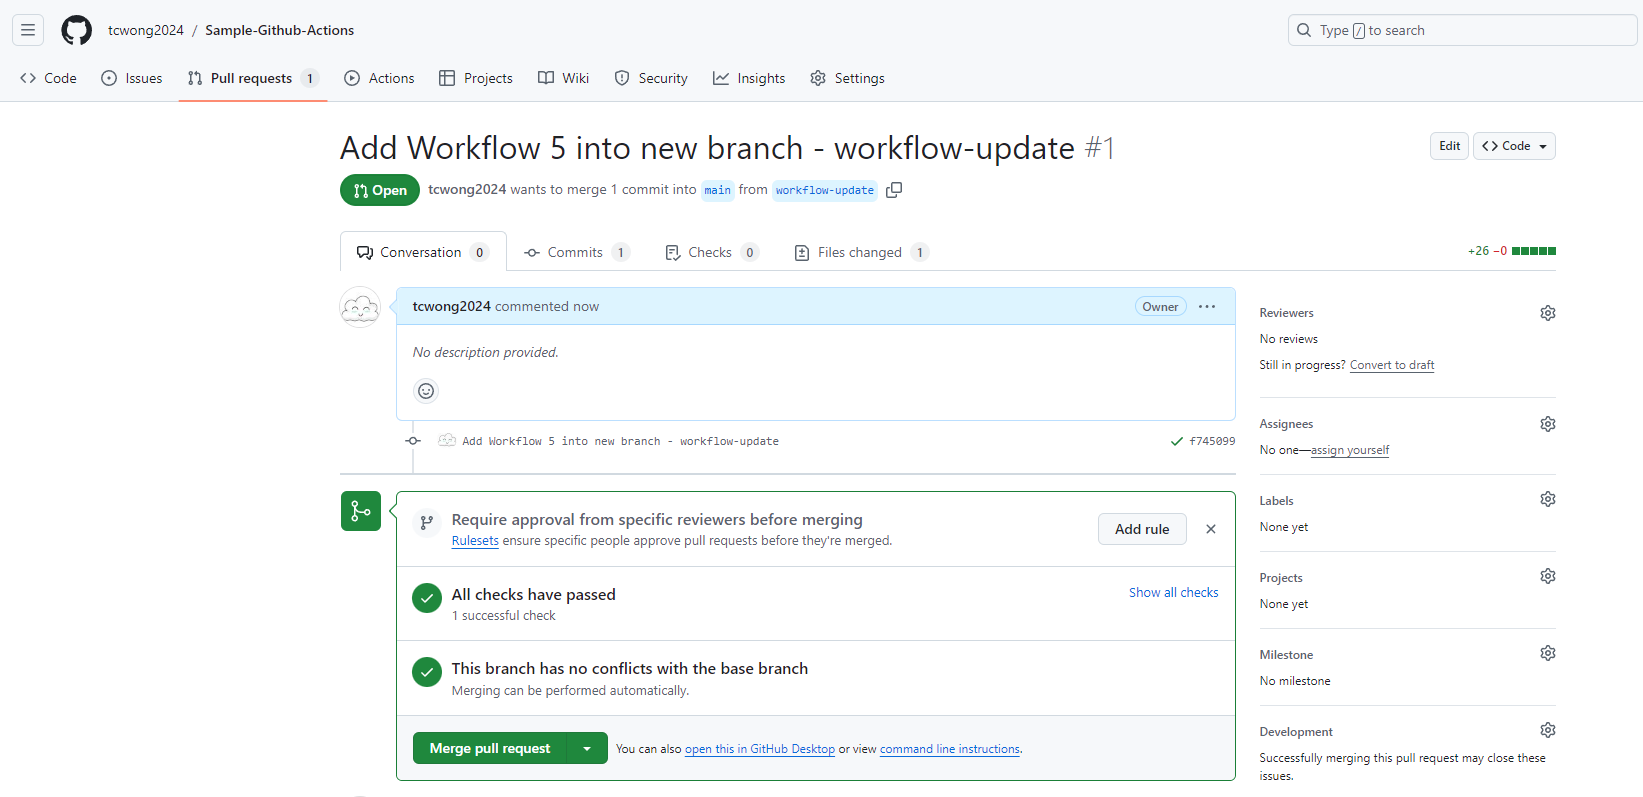 tcwong2024 / Sample-Github-Actions
Type / to search
Code Issues Pull requests 1 Actions Projects Wiki Security Insights Settings
Add Workflow 5 into new branch - workflow-update #1
Edit Code
Open tcwong2024 wants to merge 1 commit into main from workflow-update
Conversation 0 Commits 1 Checks 0 Files changed 1
+26 −0
tcwong2024 commented now
Owner
No description provided.
Add Workflow 5 into new branch - workflow-update
f745099
Require approval from specific reviewers before merging
Rulesets ensure specific people approve pull requests before they're merged.
Add rule
All checks have passed
1 successful check
Show all checks
This branch has no conflicts with the base branch
Merging can be performed automatically.
Merge pull request
You can also open this in GitHub Desktop or view command line instructions.
Reviewers
No reviews
Still in progress? Convert to draft
Assignees
No one—assign yourself
Labels
None yet
Projects
None yet
Milestone
No milestone
Development
Successfully merging this pull request may close these
issues.